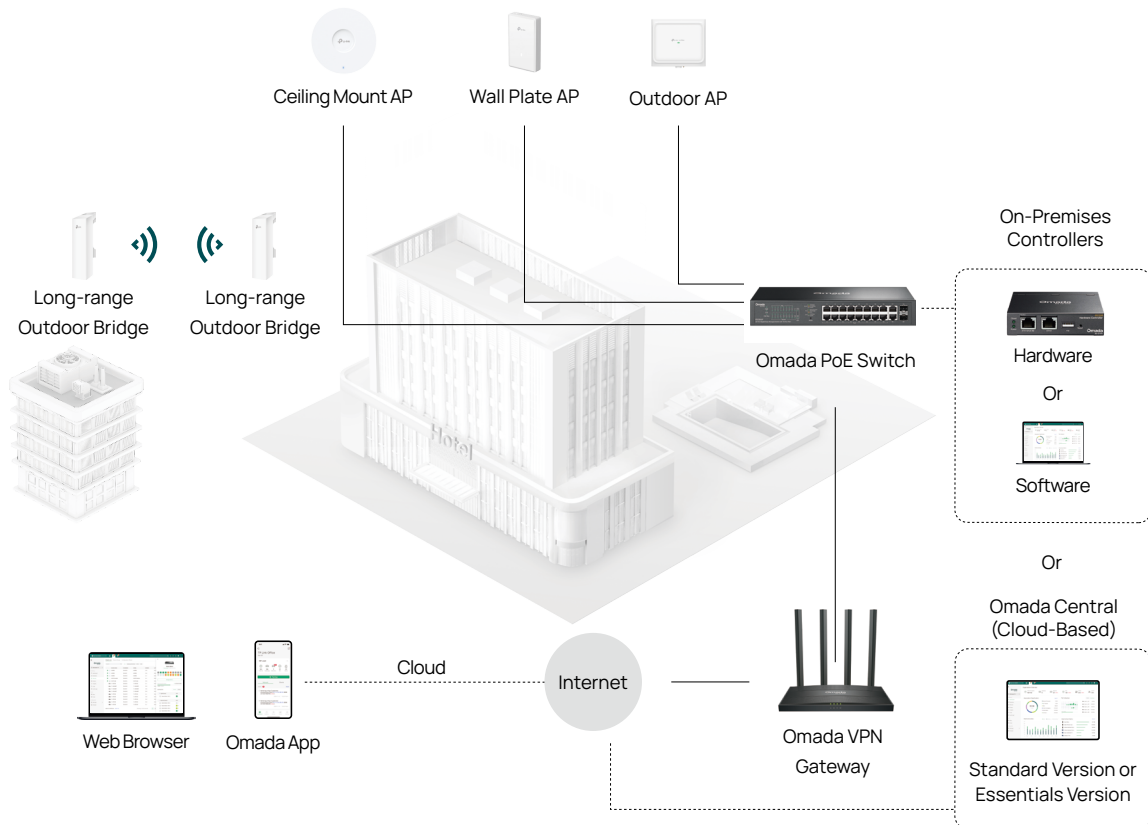 Ceiling Mount AP
Wall Plate AP
Outdoor AP
On-Premises
Controllers
Long-range
Outdoor Bridge
Long-range
Outdoor Bridge
Omada PoE Switch
Hardware
Or
Software
Hotel
Or
Omada Central
(Cloud-Based)
Cloud
Internet
Web Browser
Omada App
Omada VPN
Gateway
Standard Version or
Essentials Version